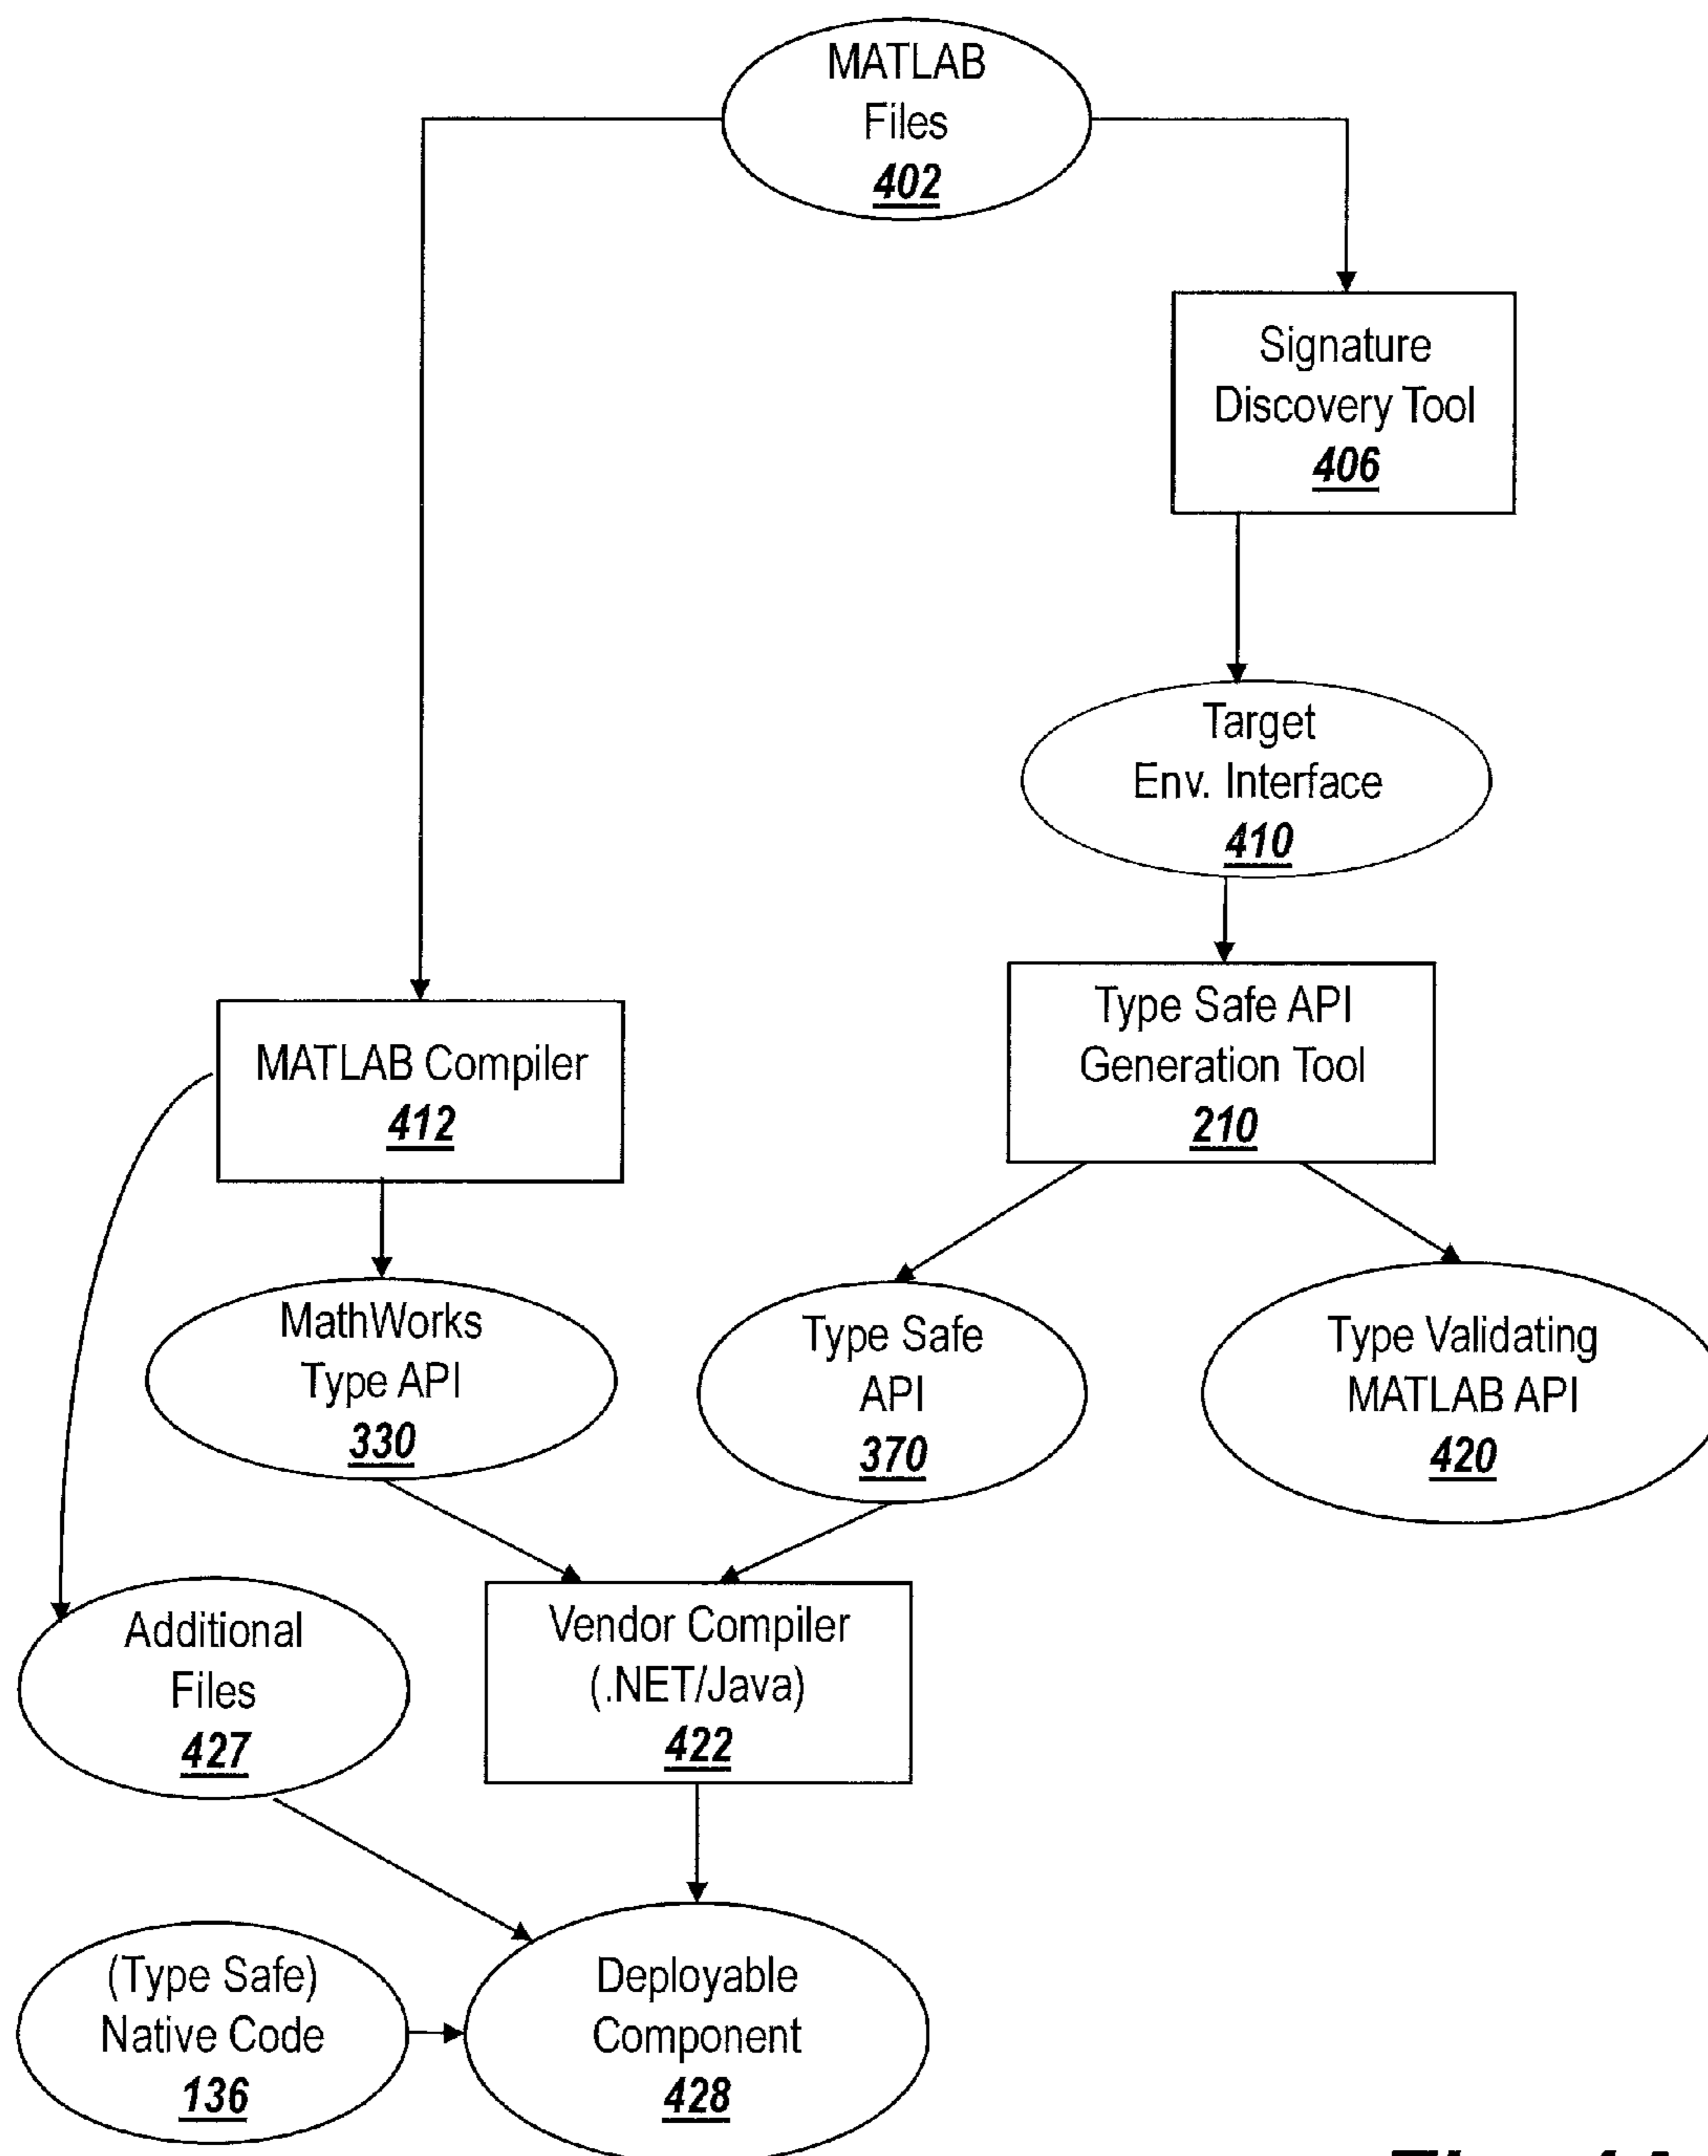 MATLAB
Files
402
Signature
Discovery Tool
406
Target
Env. Interface
410
Type Safe API
Generation Tool
210
MATLAB Compiler
412
MathWorks
Type API
330
Type Safe
API
370
Type Validating
MATLAB API
420
Additional
Files
427
Vendor Compiler
(.NET/Java)
422
(Type Safe)
Native Code
136
Deployable
Component
428